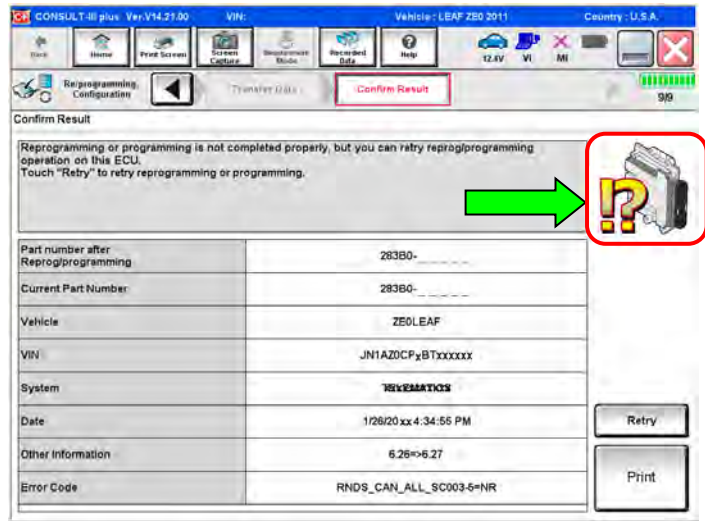 CONSULT-III plus Ver.V14.21.00 VIN: Vehicle : LEAF ZE0 2011 Country : U.S.A.
Back Home Print Screen Screen Capture Measurement Mode Recorded Data Help 12.4V VI MI
Re/programming, Configuration Transfer Data Confirm Result 9/9
Confirm Result
Reprogramming or programming is not completed properly, but you can retry reprog/programming
operation on this ECU.
Touch "Retry" to retry reprogramming or programming.
!?
Part number after
Reprog/programming
283B0-_ _ _ _ _
Current Part Number 283B0-_ _ _ _ _
Vehicle ZE0LEAF
VIN JN1AZ0CPxBTxxxxxx
System
Date 1/26/20xx 4:34:55 PM
Retry
Other Information 6.26=>6.27
Error Code RNDS_CAN_ALL_SC003-5=NR
Print